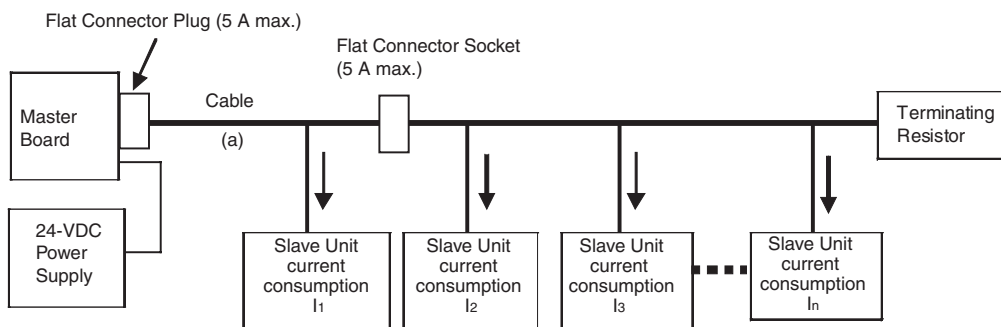 Flat Connector Plug (5 A max.)
Flat Connector Socket
(5 A max.)
Cable
(a)
Master
Board
Terminating
Resistor
24-VDC
Power
Supply
Slave Unit
current
consumption
I1
Slave Unit
current
consumption
I2
Slave Unit
current
consumption
I3
Slave Unit
current
consumption
In